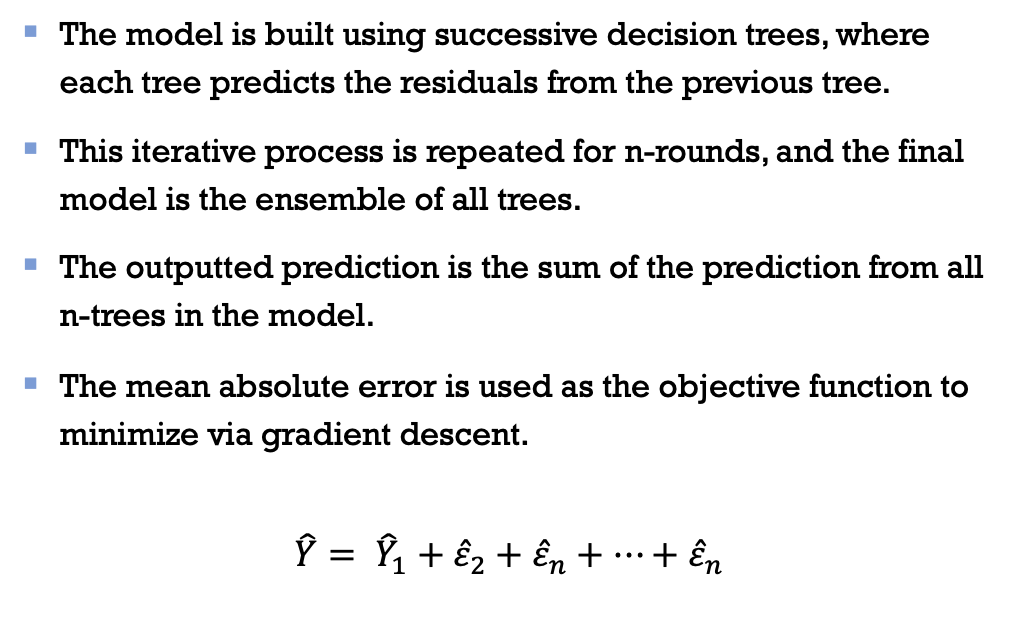 ▪ The model is built using successive decision trees, where
each tree predicts the residuals from the previous tree.
▪ This iterative process is repeated for n-rounds, and the final
model is the ensemble of all trees.
▪ The outputted prediction is the sum of the prediction from all
n-trees in the model.
▪ The mean absolute error is used as the objective function to
minimize via gradient descent.
Ŷ = Ŷ₁ + ε̂₂ + ε̂ₙ + ⋯ + ε̂ₙ